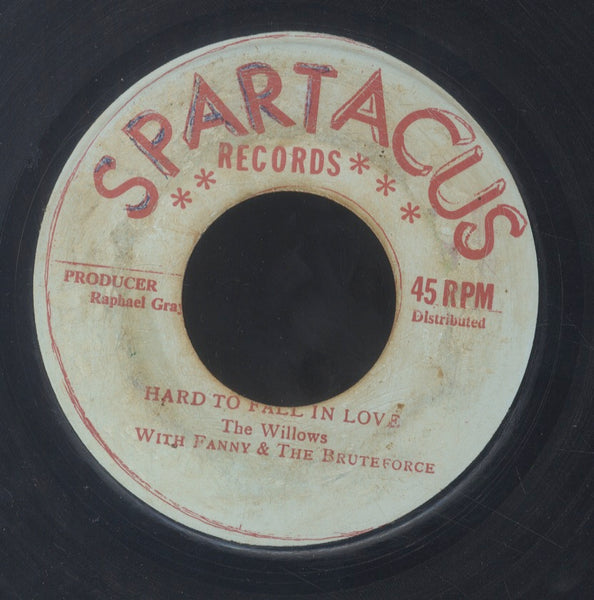 SPARTACUS
RECORDS
PRODUCER
Raphael Gray
45 RPM
Distributed
HARD TO FALL IN LOVE
The Willows
WITH FANNY & THE BRUTEFORCE